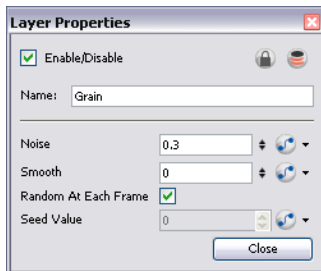 Layer Properties
Enable/Disable
Name: Grain
Noise 0.3
Smooth 0
Random At Each Frame
Seed Value 0
Close